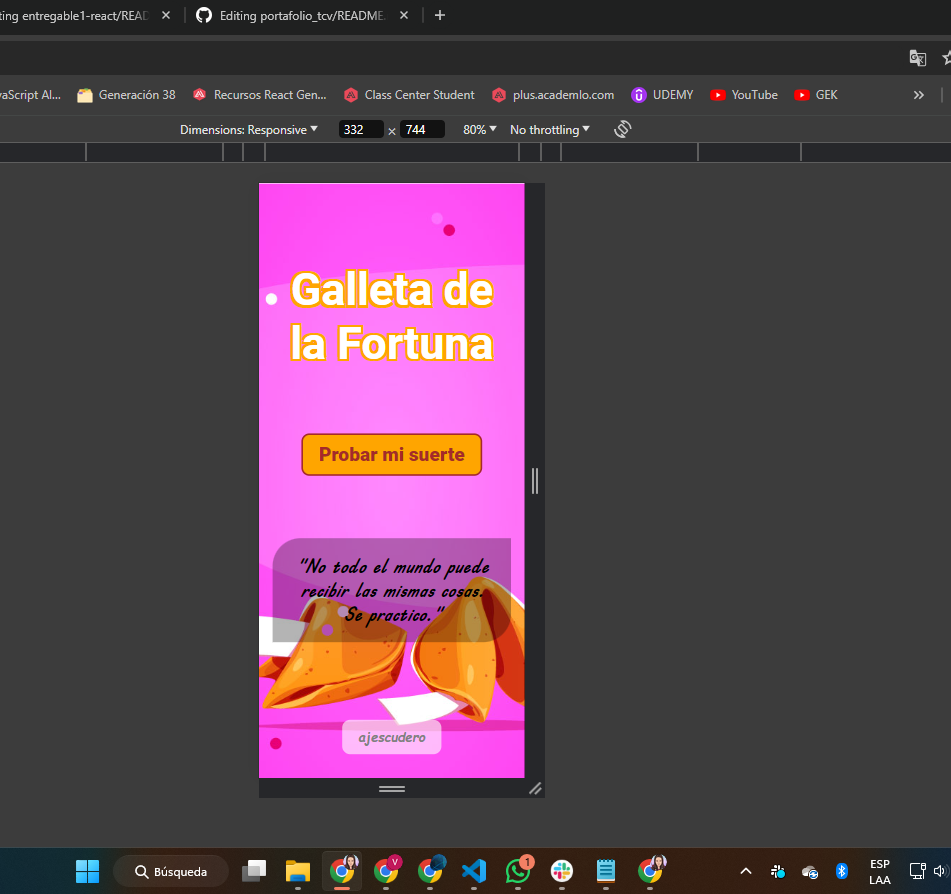 ting entregable1-react/READ
Editing portafolio_tcv/README.
vaScript Al...
Generación 38
Recursos React Gen...
Class Center Student
plus.academlo.com
UDEMY
YouTube
GEK
Dimensions: Responsive
332
×
744
80%
No throttling
Galleta de
la Fortuna
Probar mi suerte
"No todo el mundo puede
recibir las mismas cosas.
Se practico."
ajescudero
Búsqueda
V
1
ESP
LAA